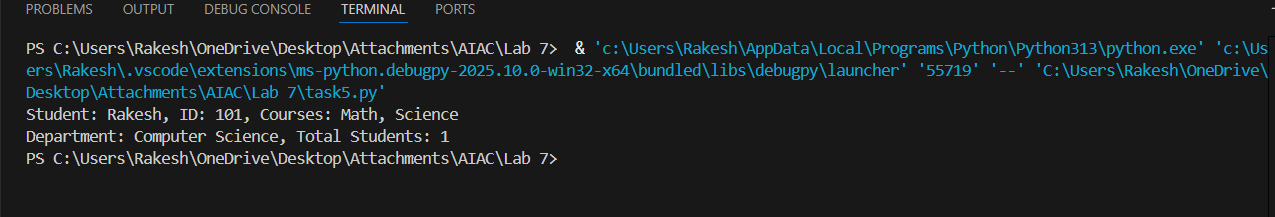 PROBLEMS OUTPUT DEBUG CONSOLE TERMINAL PORTS
PS C:\Users\Rakesh\OneDrive\Desktop\Attachments\AIAC\Lab 7>  & 'c:\Users\Rakesh\AppData\Local\Programs\Python\Python313\python.exe' 'c:\Us
ers\Rakesh\.vscode\extensions\ms-python.debugpy-2025.10.0-win32-x64\bundled\libs\debugpy\launcher' '55719' '--' 'C:\Users\Rakesh\OneDrive\
Desktop\Attachments\AIAC\Lab 7\task5.py'
Student: Rakesh, ID: 101, Courses: Math, Science
Department: Computer Science, Total Students: 1
PS C:\Users\Rakesh\OneDrive\Desktop\Attachments\AIAC\Lab 7>